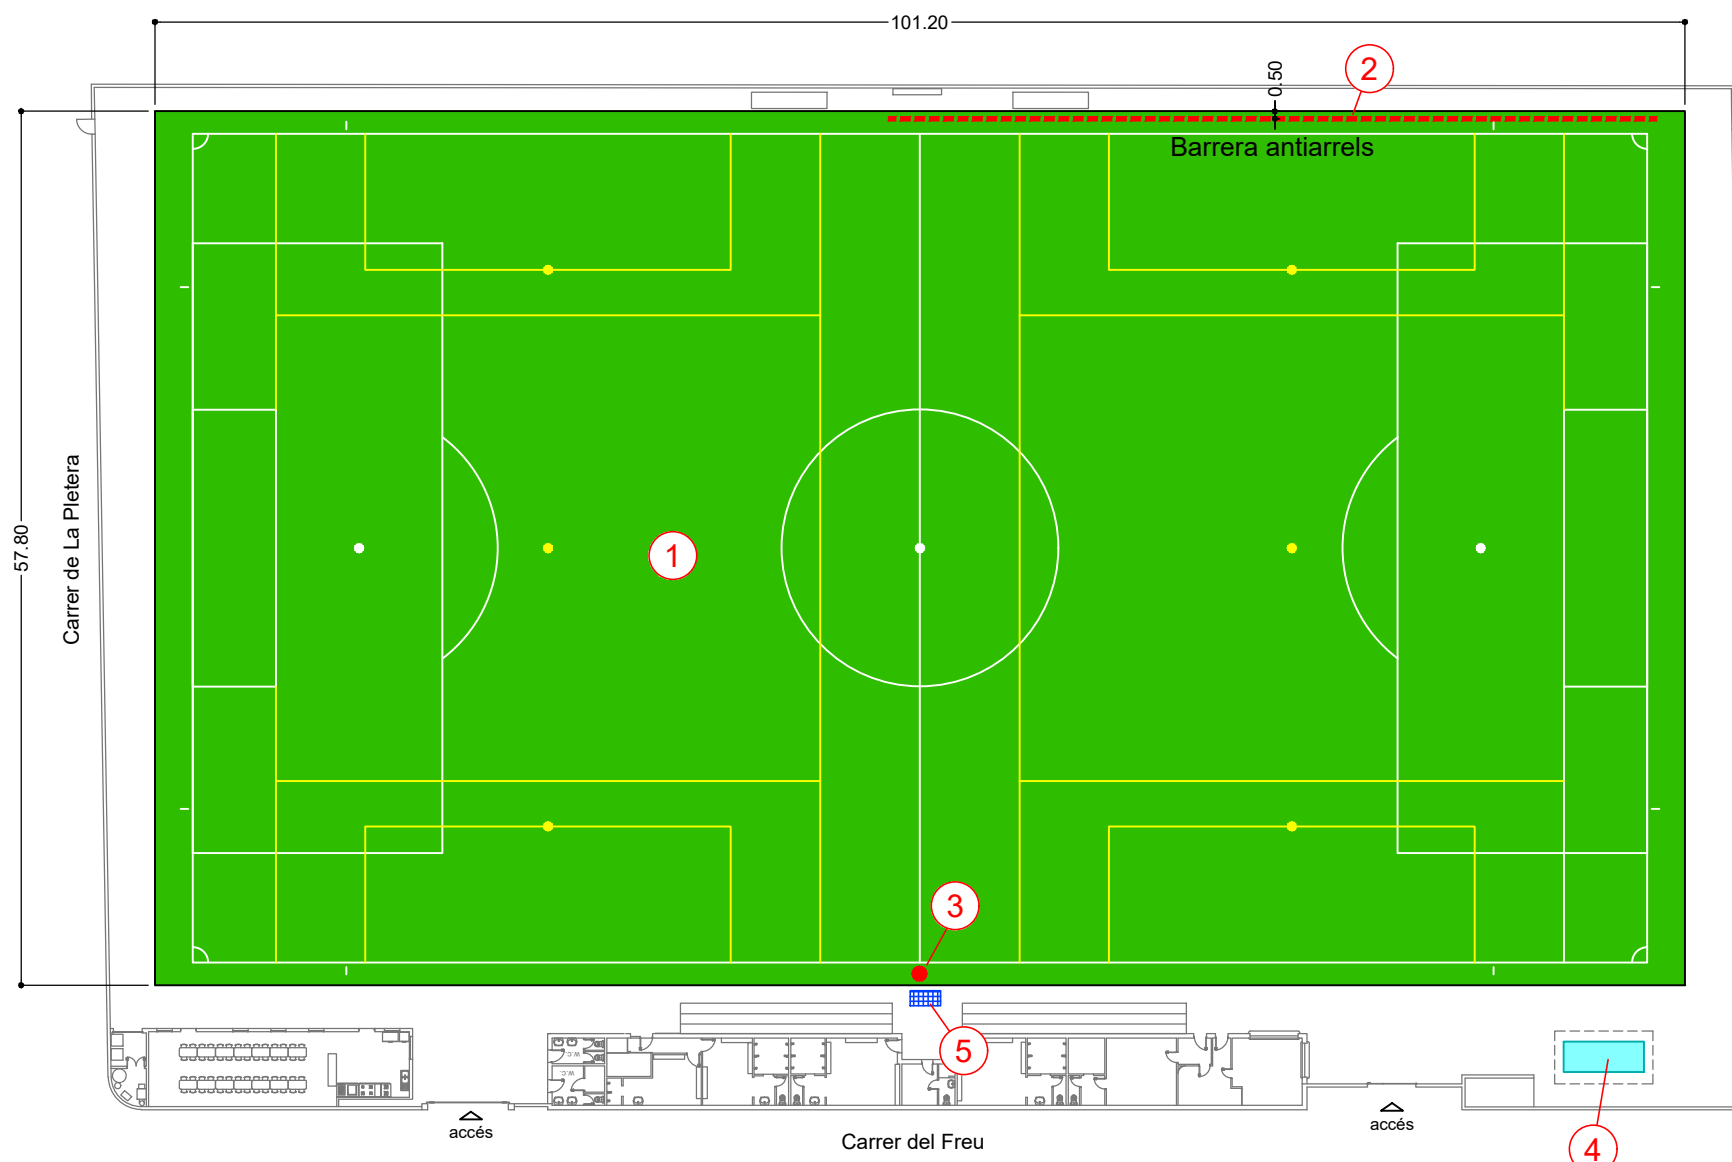 101.20
2
0.50
Barrera antiarrels
57.80
Carrer de La Pletera
1
3
5
W.C.
W.C.
accés
accés
Carrer del Freu
4